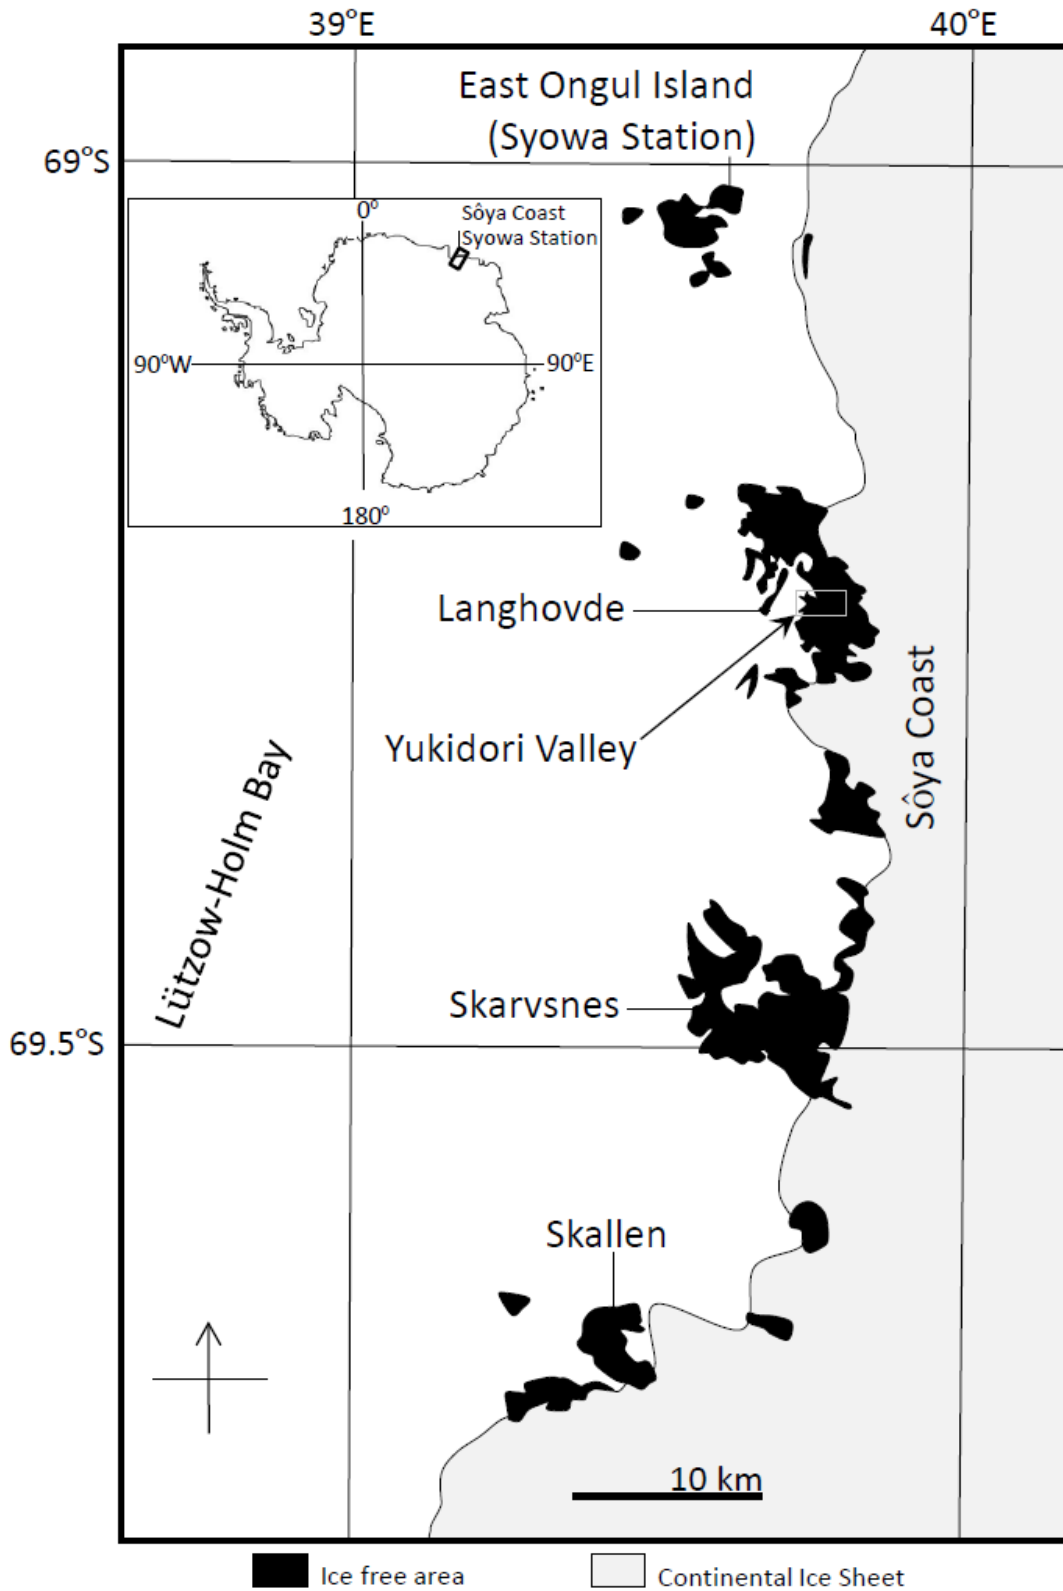 39°E
40°E
East Ongul Island
(Syowa Station)
69°S
0°
Sôya Coast
Syowa Station
90°W
90°E
180°
Langhovde
Yukidori Valley
Sôya Coast
Lützow-Holm Bay
Skarvsnes
69.5°S
Skallen
10 km
Ice free area
Continental Ice Sheet